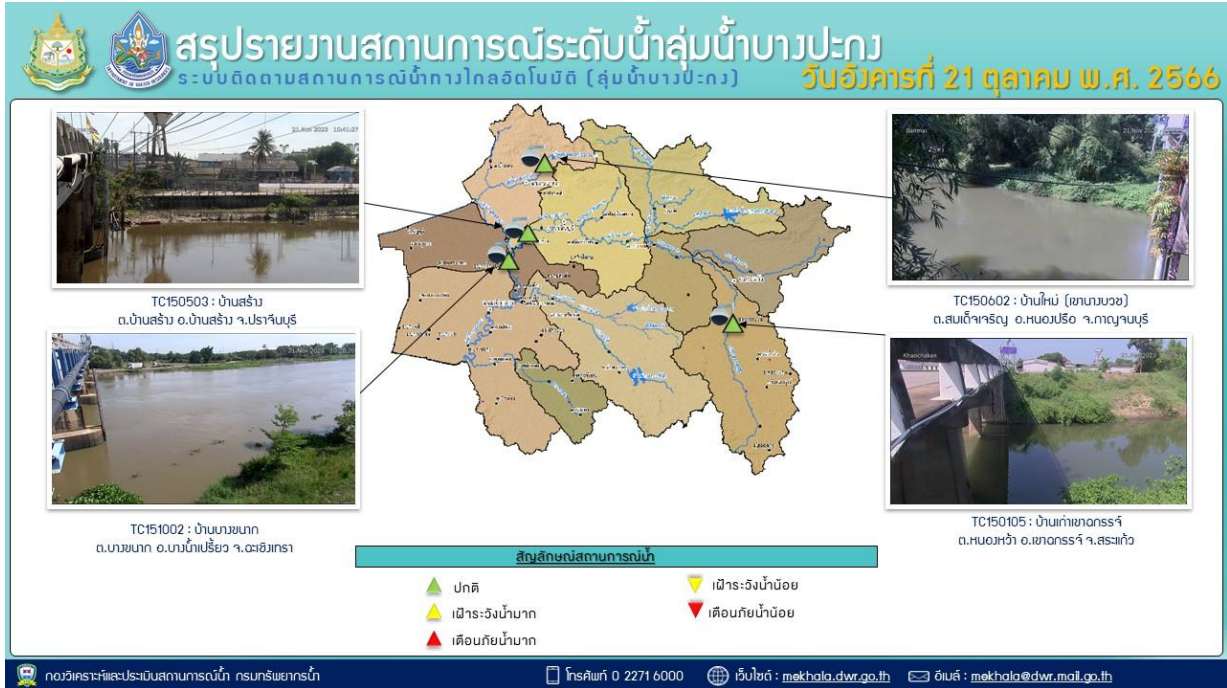 สรุปรายงานสถานการณ์ระดับน้ำลุ่มน้ำบางปะกง
ระบบติดตามสถานการณ์น้ำทางไกลอัตโนมัติ (ลุ่มน้ำบางปะกง)
วันอังคารที่ 21 ตุลาคม พ.ศ. 2566
21.Nov 2023 10:41:27
TC150503 : บ้านสร้าง
ต.บ้านสร้าง อ.บ้านสร้าง จ.ปราจีนบุรี
Banmai
TC150602 : บ้านใหม่ (เขานางบวช)
ต.สมเด็จเจริญ อ.หนองปรือ จ.กาญจนบุรี
TC151002 : บ้านบางขนาก
ต.บางขนาก อ.บางน้ำเปรี้ยว จ.ฉะเชิงเทรา
Khaochakan
TC150105 : บ้านเก่าเขาฉกรรจ์
ต.หนองหว้า อ.เขาฉกรรจ์ จ.สระแก้ว
สัญลักษณ์สถานการณ์น้ำ
ปกติ
เฝ้าระวังน้ำมาก
เตือนภัยน้ำมาก
เฝ้าระวังน้ำน้อย
เตือนภัยน้ำน้อย
กองวิเคราะห์และประเมินสถานการณ์น้ำ กรมทรัพยากรน้ำ
โทรศัพท์ 0 2271 6000
เว็บไซต์ : mekhala.dwr.go.th
อีเมล์ : mekhala@dwr.mail.go.th